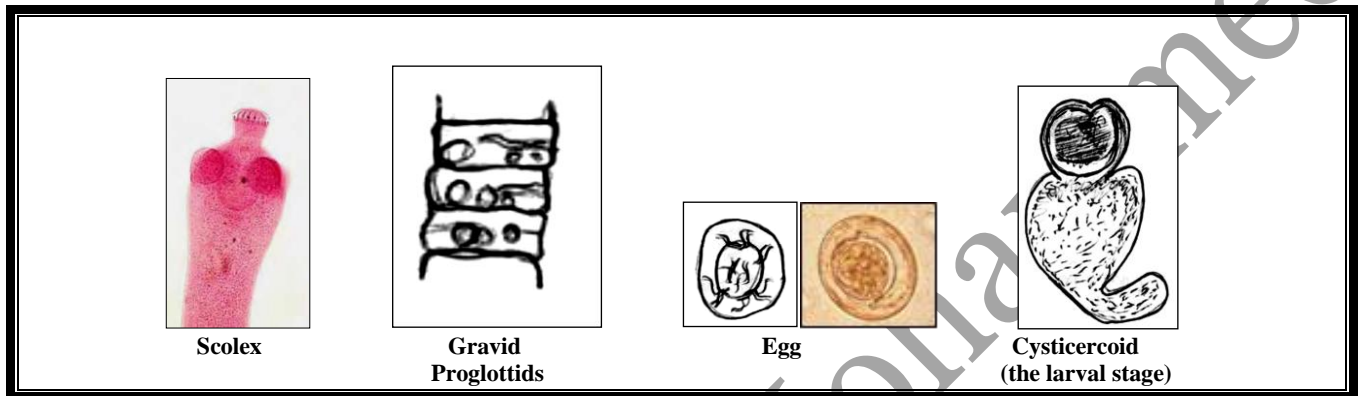 Scolex
Gravid
Proglottids
Egg
Cysticercoid
(the larval stage)